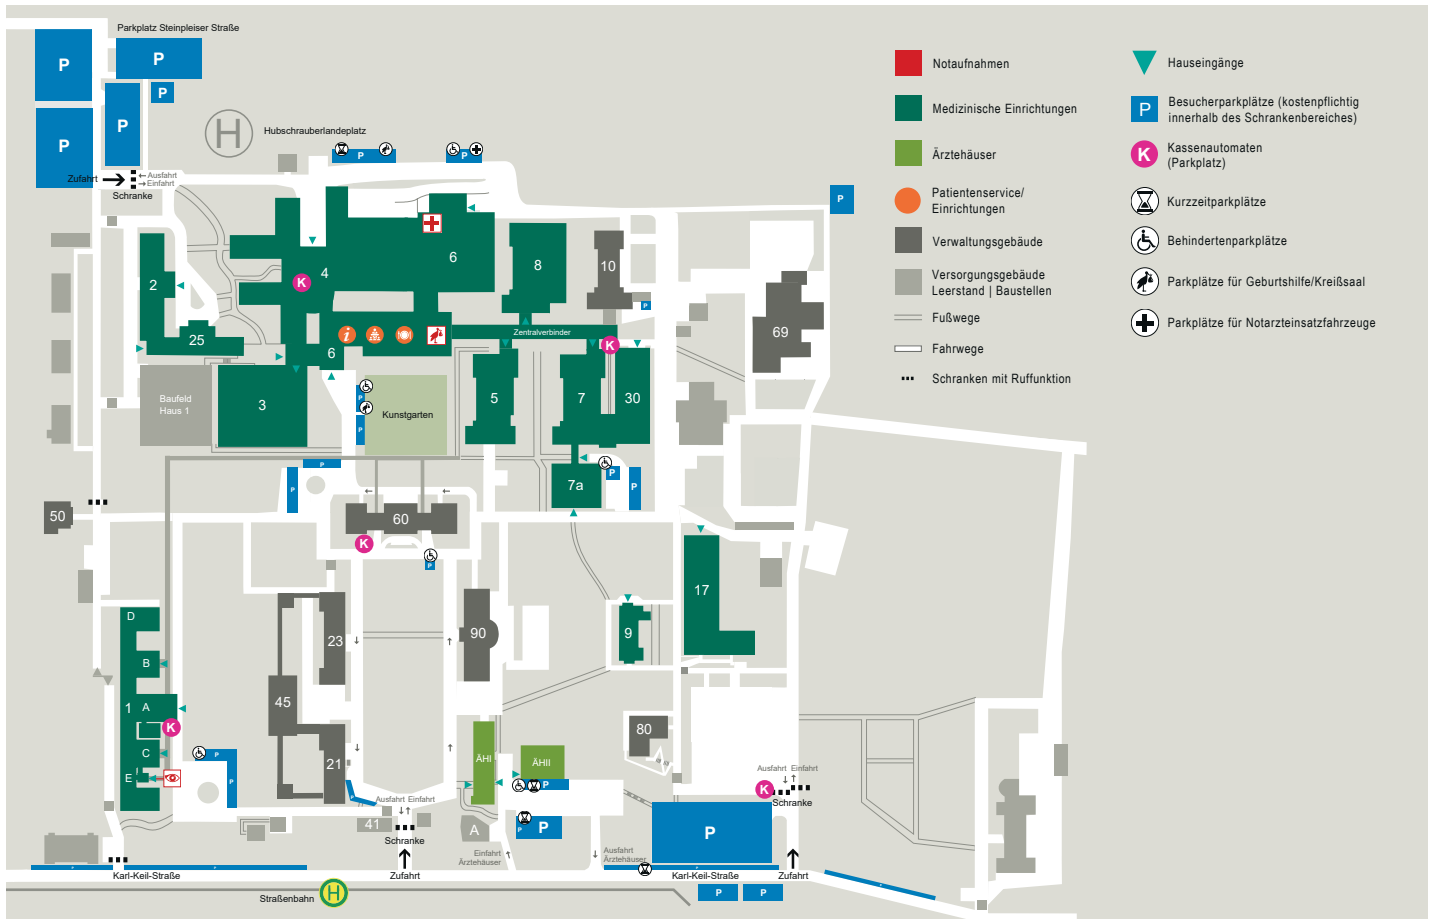 Parkplatz Steinpleiser Straße
P
P
P
P
P
H
Hubschrauberlandeplatz
P
P
Zufahrt
← Ausfahrt
→ Einfahrt
Schranke
P
2
4
K
6
8
10
P
25
i
6
Zentralverbinder
K
69
Baufeld
Haus 1
3
P
P
Kunstgarten
5
7
30
P
P
7a
P
P
50
60
K
P
17
D
B
1
A
K
C
E
P
P
23
45
21
90
9
80
ÄHI
ÄHII
P
P
P
A
41
Ausfahrt Einfahrt
Schranke
Zufahrt
Einfahrt
Ärztehäuser
Ausfahrt
Ärztehäuser
Ausfahrt Einfahrt
K
Schranke
P
Karl-Keil-Straße
Karl-Keil-Straße
Zufahrt
P
P
Straßenbahn
H
Notaufnahmen
Medizinische Einrichtungen
Ärztehäuser
Patientenservice/
Einrichtungen
Verwaltungsgebäude
Versorgungsgebäude
Leerstand | Baustellen
Fußwege
Fahrwege
Schranken mit Ruffunktion
Hauseingänge
P
Besucherparkplätze (kostenpflichtig
innerhalb des Schrankenbereiches)
K
Kassenautomaten
(Parkplatz)
Kurzzeitparkplätze
Behindertenparkplätze
Parkplätze für Geburtshilfe/Kreißsaal
Parkplätze für Notarzteinsatzfahrzeuge